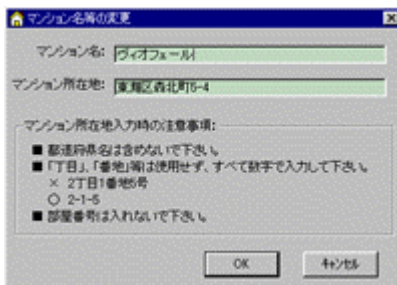 マンション名等の変更
マンション名: ヴィオフェール
マンション所在地: 東灘区森北町5-4
マンション所在地入力時の注意事項:
■ 都道府県名は含めないで下さい。
■「丁目」、「番地」等は使用せず、すべて数字で入力して下さい。
× 2丁目1番地5号
○ 2-1-5
■ 部屋番号は入れないで下さい。
OK キャンセル